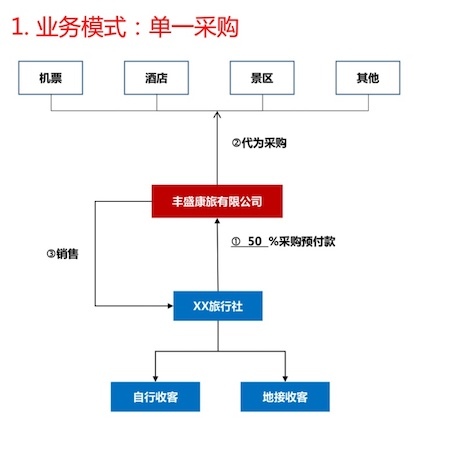 1. 业务模式：单一采购
机票
酒店
景区
其他
②代为采购
丰盛康旅有限公司
① 50 %采购预付款
③销售
XX旅行社
自行收客
地接收客